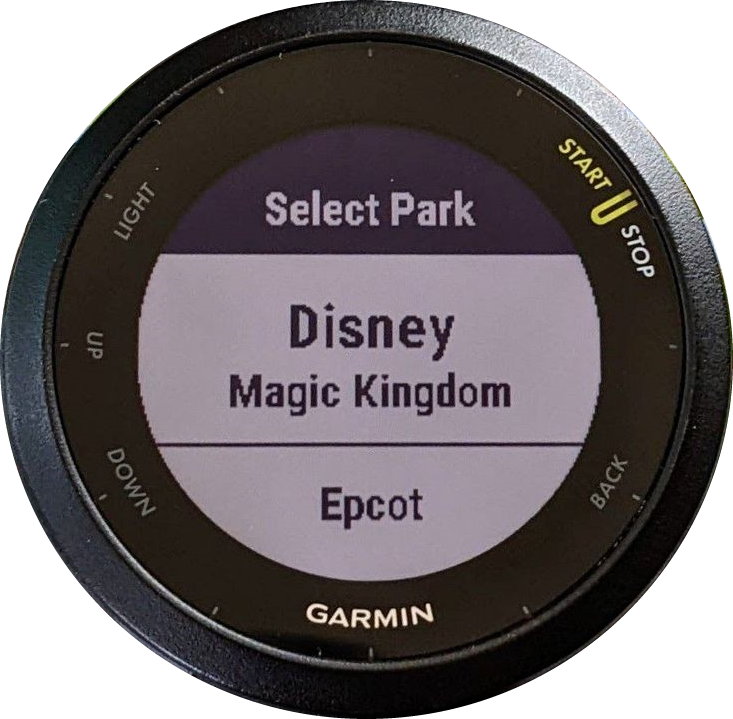 START
STOP
LIGHT
Select Park
Disney
Magic Kingdom
UP
DOWN
Epcot
BACK
GARMIN